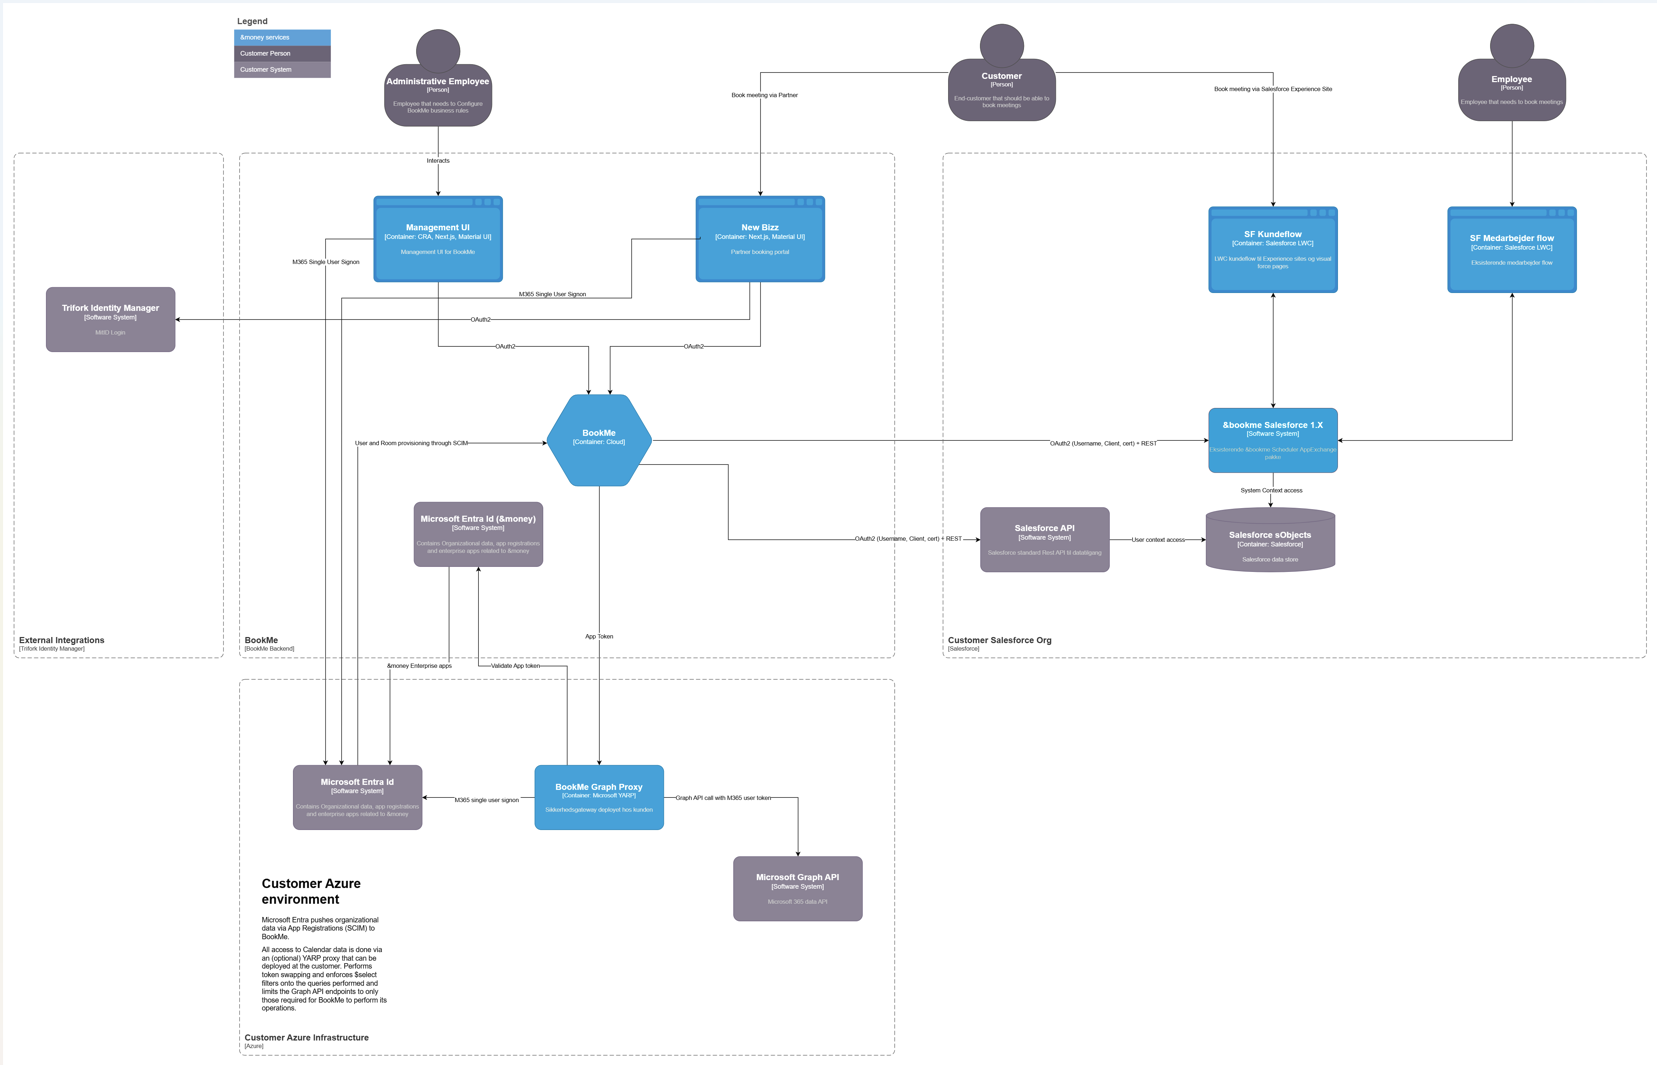 Legend
&money services
Customer Person
Customer System
Administrative Employee
[Person]
Employee that needs to Configure
BookMe business rules
Customer
[Person]
End-customer that should be able to
book meetings
Employee
[Person]
Employee that needs to book meetings
Book meeting via Partner
Book meeting via Salesforce Experience Site
Interacts
Management UI
[Container: CRA, Next.js, Material UI]
Management UI for BookMe
New Bizz
[Container: Next.js, Material UI]
Partner booking portal
SF Kundeflow
[Container: Salesforce LWC]
LWC kundeflow til Experience sites og visual
force pages
SF Medarbejder flow
[Container: Salesforce LWC]
Eksisterende medarbejder flow
M365 Single User Signon
M365 Single User Signon
Trifork Identity Manager
[Software System]
MitID Login
OAuth2
OAuth2
OAuth2
BookMe
[Container: Cloud]
User and Room provisioning through SCIM
OAuth2 (Username, Client, cert) + REST
&bookme Salesforce 1.X
[Software System]
Eksisterende &bookme Scheduler AppExchange
pakke
System Context access
Microsoft Entra Id (&money)
[Software System]
Contains Organizational data, app registrations
and enterprise apps related to &money
OAuth2 (Username, Client, cert) + REST
Salesforce API
[Software System]
Salesforce standard Rest API til datatilgang
User context access
Salesforce sObjects
[Container: Salesforce]
Salesforce data store
App Token
External Integrations
[Trifork Identity Manager]
BookMe
[BookMe Backend]
Customer Salesforce Org
[Salesforce]
&money Enterprise apps
Validate App token
Microsoft Entra Id
[Software System]
Contains Organizational data, app registrations
and enterprise apps related to &money
M365 single user signon
BookMe Graph Proxy
[Container: Microsoft YARP]
Sikkerhedsgateway deployet hos kunden
Graph API call with M365 user token
Microsoft Graph API
[Software System]
Microsoft 365 data API
Customer Azure
environment
Microsoft Entra pushes organizational
data via App Registrations (SCIM) to
BookMe.
All access to Calendar data is done via
an (optional) YARP proxy that can be
deployed at the customer. Performs
token swapping and enforces $select
filters onto the queries performed and
limits the Graph API endpoints to only
those required for BookMe to perform its
operations.
Customer Azure Infrastructure
[Azure]